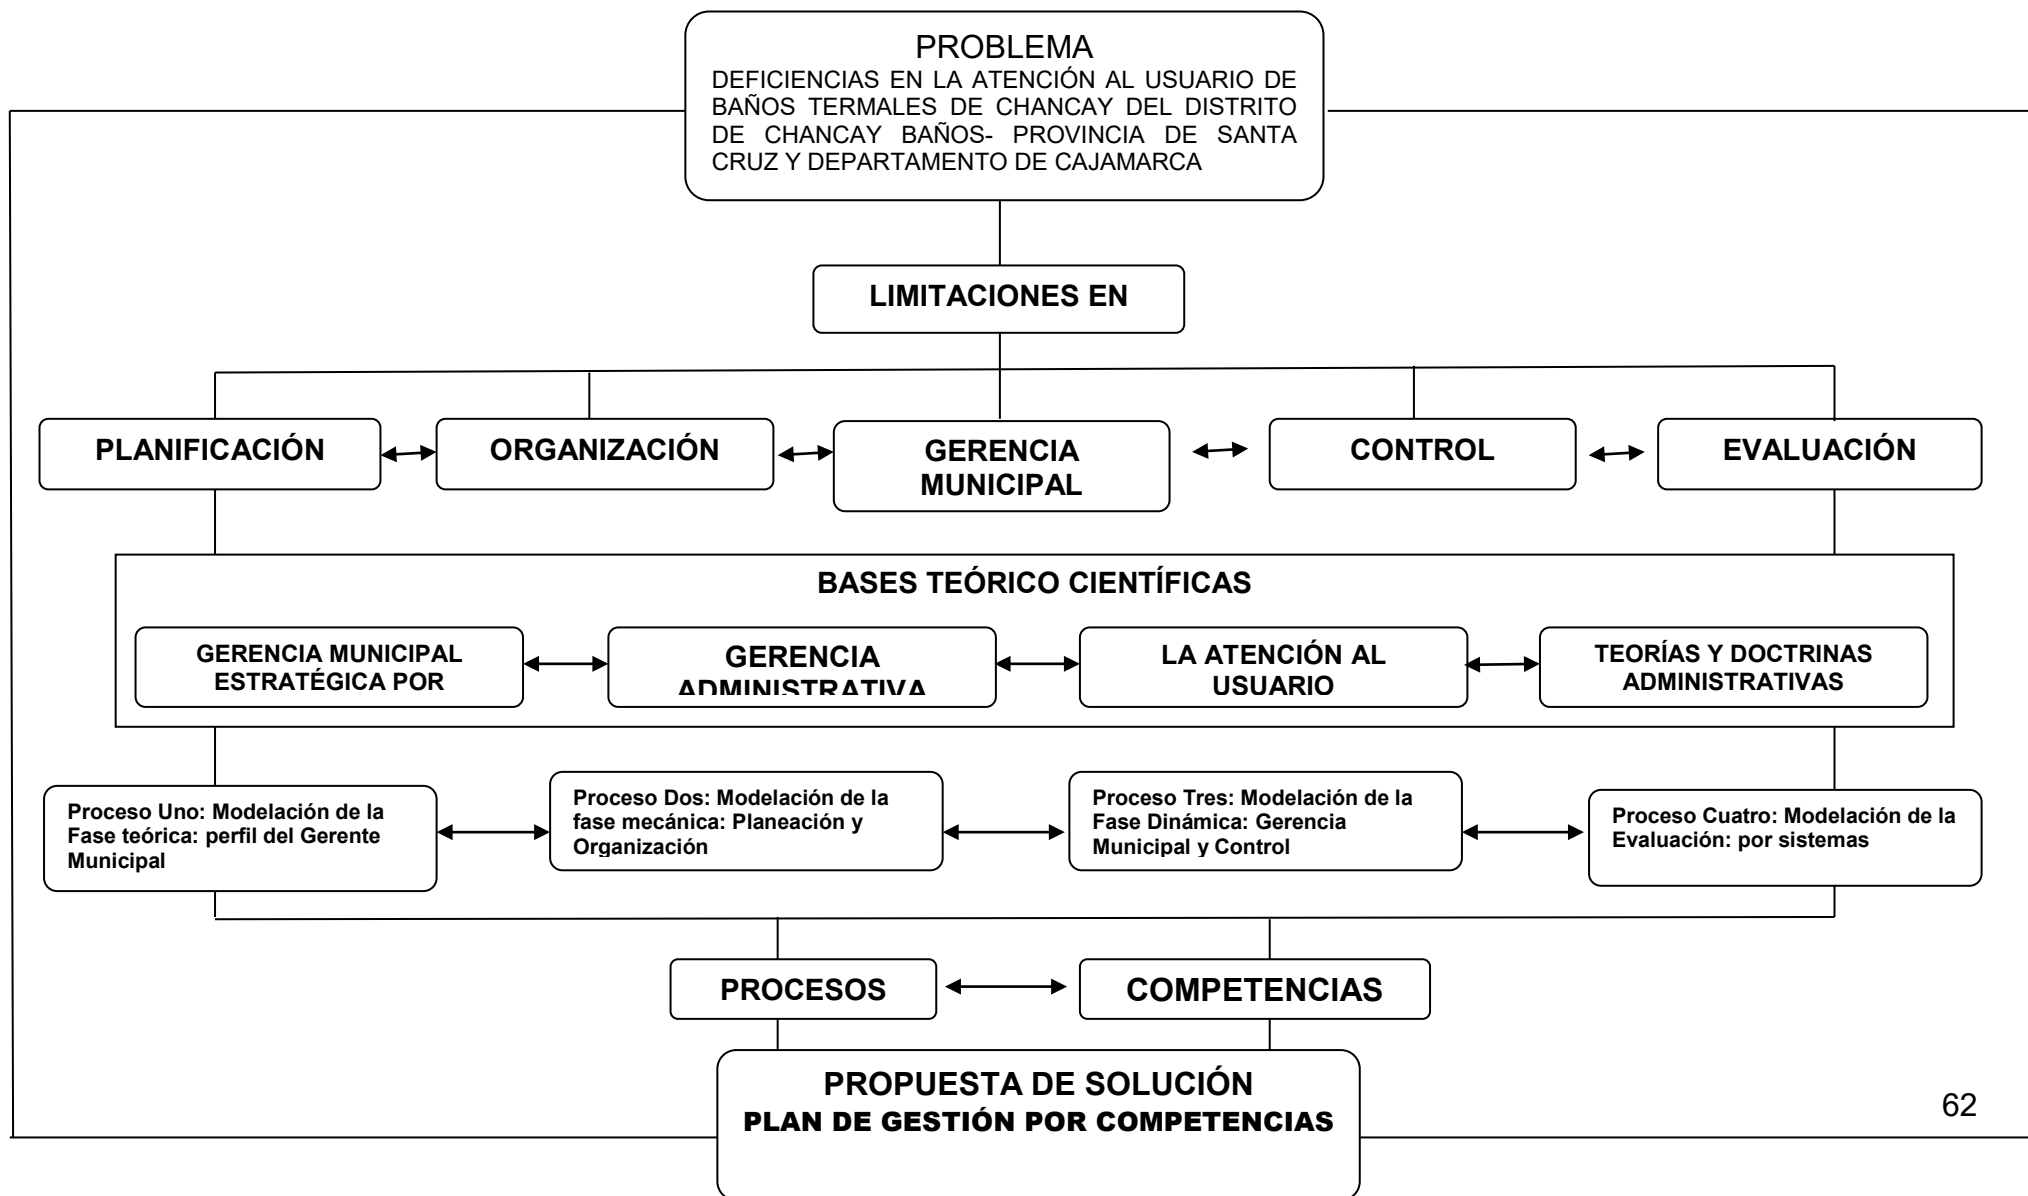 PROBLEMA
DEFICIENCIAS EN LA ATENCIÓN AL USUARIO DE
BAÑOS TERMALES DE CHANCAY DEL DISTRITO
DE CHANCAY BAÑOS- PROVINCIA DE SANTA
CRUZ Y DEPARTAMENTO DE CAJAMARCA
LIMITACIONES EN
PLANIFICACIÓN
ORGANIZACIÓN
GERENCIA
MUNICIPAL
CONTROL
EVALUACIÓN
BASES TEÓRICO CIENTÍFICAS
GERENCIA MUNICIPAL
ESTRATÉGICA POR
GERENCIA
ADMINISTRATIVA
LA ATENCIÓN AL
USUARIO
TEORÍAS Y DOCTRINAS
ADMINISTRATIVAS
Proceso Uno: Modelación de la
Fase teórica: perfil del Gerente
Municipal
Proceso Dos: Modelación de la
fase mecánica: Planeación y
Organización
Proceso Tres: Modelación de la
Fase Dinámica: Gerencia
Municipal y Control
Proceso Cuatro: Modelación de la
Evaluación: por sistemas
PROCESOS
COMPETENCIAS
PROPUESTA DE SOLUCIÓN
PLAN DE GESTIÓN POR COMPETENCIAS
62